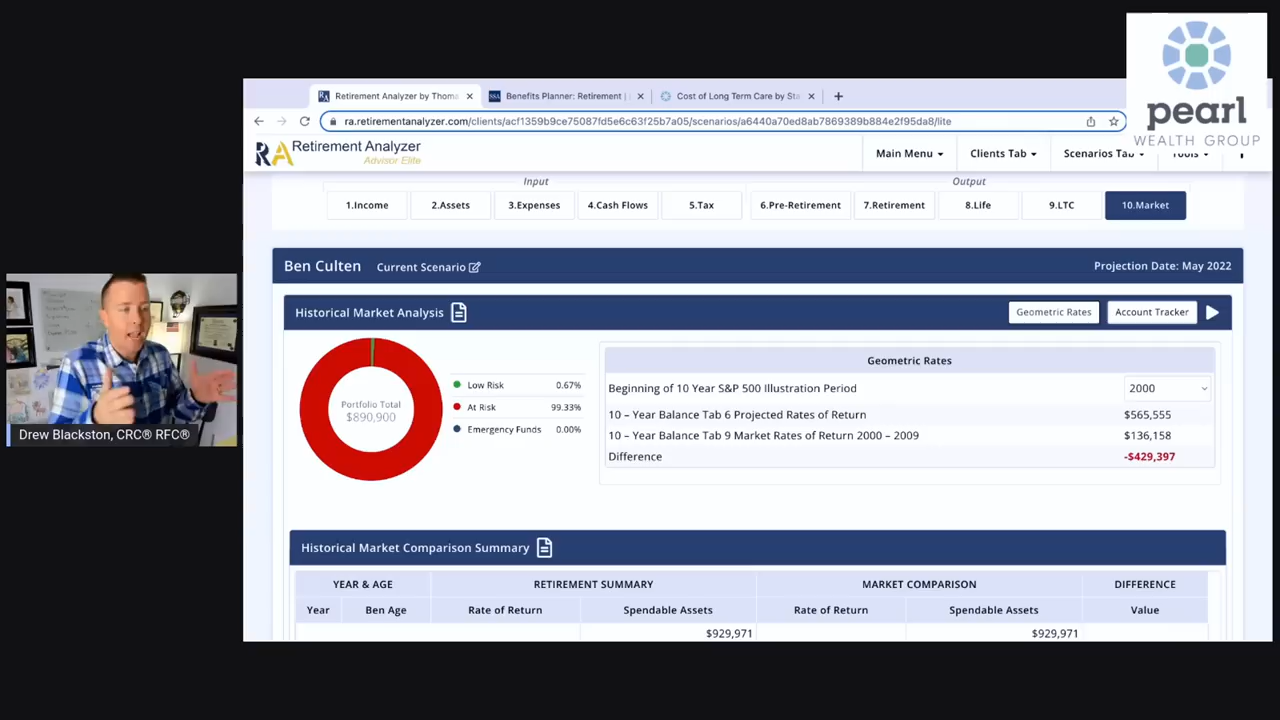 pearl
WEALTH GROUP
Retirement Analyzer by Thoma
Benefits Planner: Retirement |
Cost of Long Term Care by Sta
ra.retirementanalyzer.com/clients/acf1359b9ce75087fd5e6c63f25b7a05/scenarios/a6440a70ed8ab7869389b884e2f95da8/lite
RA Retirement Analyzer
Advisor Elite
Main Menu
Clients Tab
Scenarios Tab
Tools
Input
Output
1.Income
2.Assets
3.Expenses
4.Cash Flows
5.Tax
6.Pre-Retirement
7.Retirement
8.Life
9.LTC
10.Market
Ben Culten Current Scenario
Projection Date: May 2022
Historical Market Analysis
Geometric Rates
Account Tracker
Portfolio Total
$890,900
Low Risk 0.67%
At Risk 99.33%
Emergency Funds 0.00%
Geometric Rates
Beginning of 10 Year S&P 500 Illustration Period 2000
10 – Year Balance Tab 6 Projected Rates of Return $565,555
10 – Year Balance Tab 9 Market Rates of Return 2000 – 2009 $136,158
Difference -$429,397
Drew Blackston, CRC® RFC®
Historical Market Comparison Summary
YEAR & AGE RETIREMENT SUMMARY MARKET COMPARISON DIFFERENCE
Year Ben Age Rate of Return Spendable Assets Rate of Return Spendable Assets Value
$929,971 $929,971